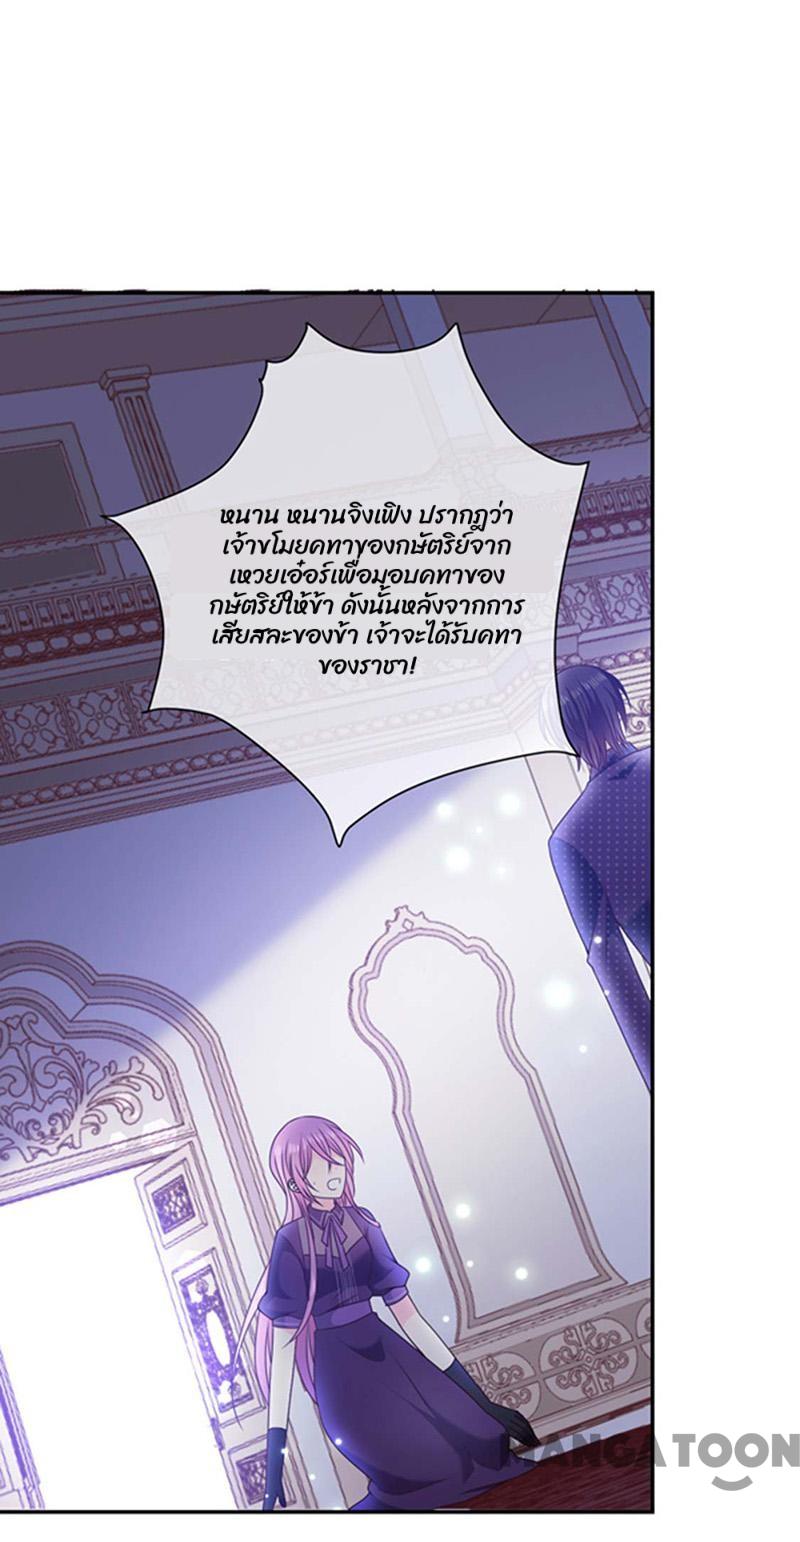 หนาน หนานจิงเฟิง ปรากฎว่า
เจ้าขโมยคทาของกษัตริย์จาก
เหวยเอ๋อร์เพื่อมอบคทาของ
กษัตริย์ให้ข้า ดังนั้นหลังจากการ
เสียสละของข้า เจ้าจะได้รับคทา
ของราชา!
MANGATOON